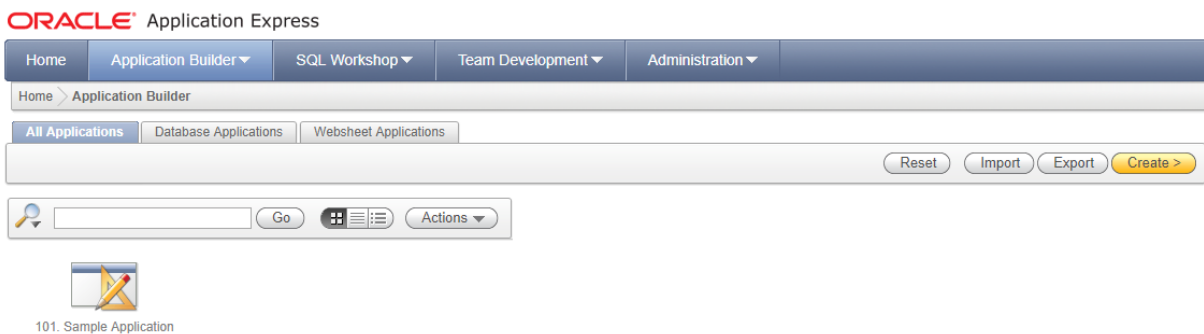 ORACLE Application Express
Home Application Builder SQL Workshop Team Development Administration
Home Application Builder
All Applications Database Applications Websheet Applications
Reset Import Export Create >
Go Actions
101. Sample Application